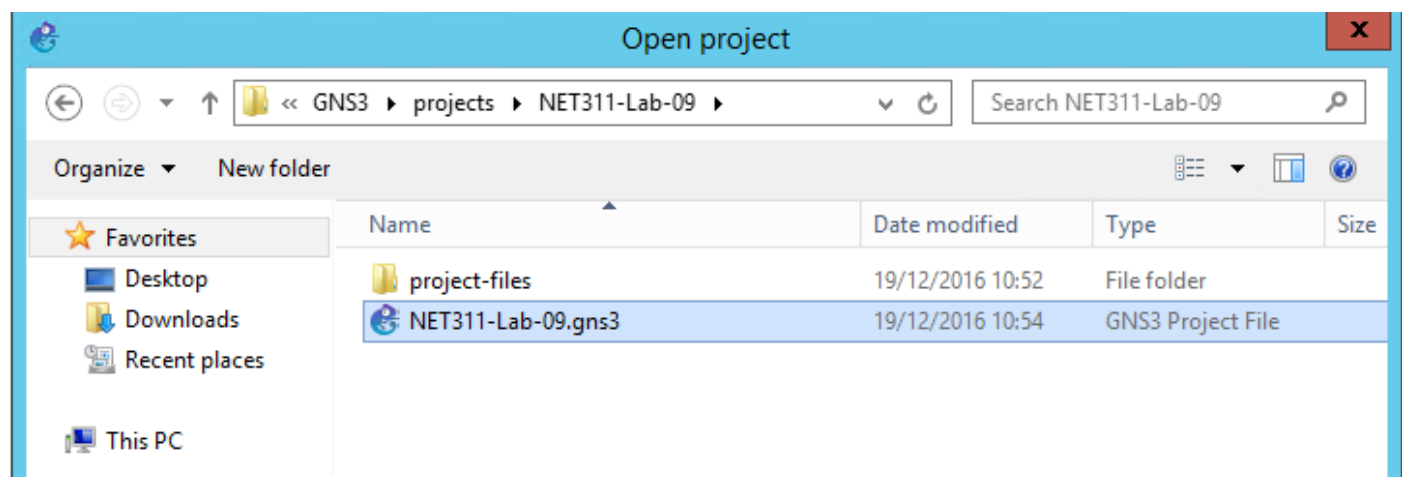 Open project
« GNS3 projects NET311-Lab-09 Search NET311-Lab-09
Organize New folder
Name Date modified Type Size
Favorites
Desktop project-files 19/12/2016 10:52 File folder
Downloads NET311-Lab-09.gns3 19/12/2016 10:54 GNS3 Project File
Recent places
This PC